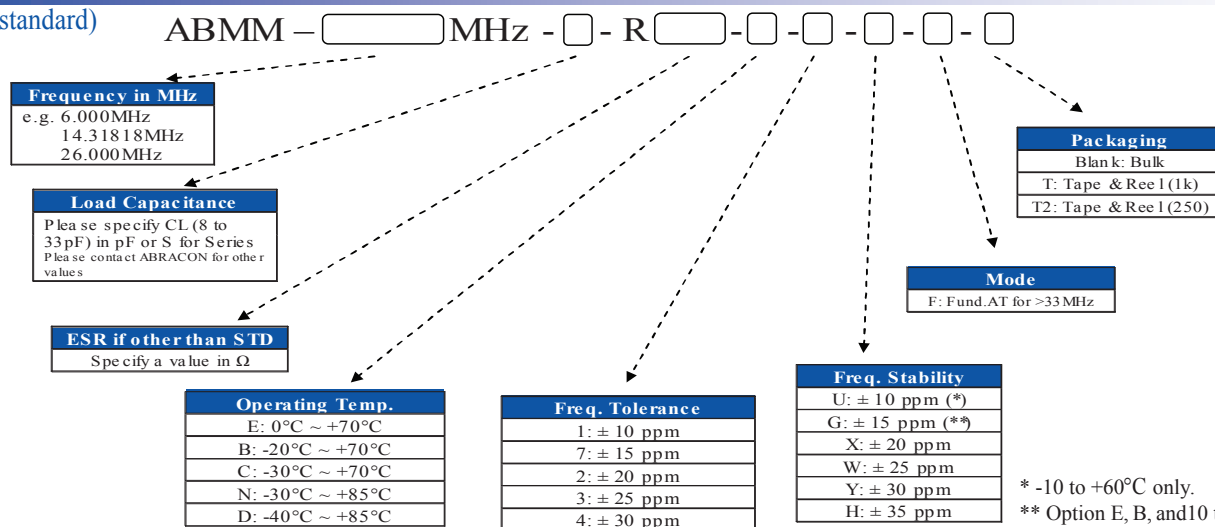 standard)
ABMM – MHz - - R - - - - -
Frequency in MHz
e.g. 6.000MHz
14.31818MHz
26.000MHz
Load Capacitance
Please specify CL (8 to
33pF) in pF or S for Series
Please contact ABRACON for other
values
ESR if other than STD
Specify a value in Ω
Operating Temp.
E: 0°C ~ +70°C
B: -20°C ~ +70°C
C: -30°C ~ +70°C
N: -30°C ~ +85°C
D: -40°C ~ +85°C
Freq. Tolerance
1: ± 10 ppm
7: ± 15 ppm
2: ± 20 ppm
3: ± 25 ppm
4: ± 30 ppm
Freq. Stability
U: ± 10 ppm (*)
G: ± 15 ppm (**)
X: ± 20 ppm
W: ± 25 ppm
Y: ± 30 ppm
H: ± 35 ppm
Mode
F: Fund.AT for >33MHz
Packaging
Blank: Bulk
T: Tape & Reel (1k)
T2: Tape & Reel (250)
* -10 to +60°C only.
** Option E, B, and10